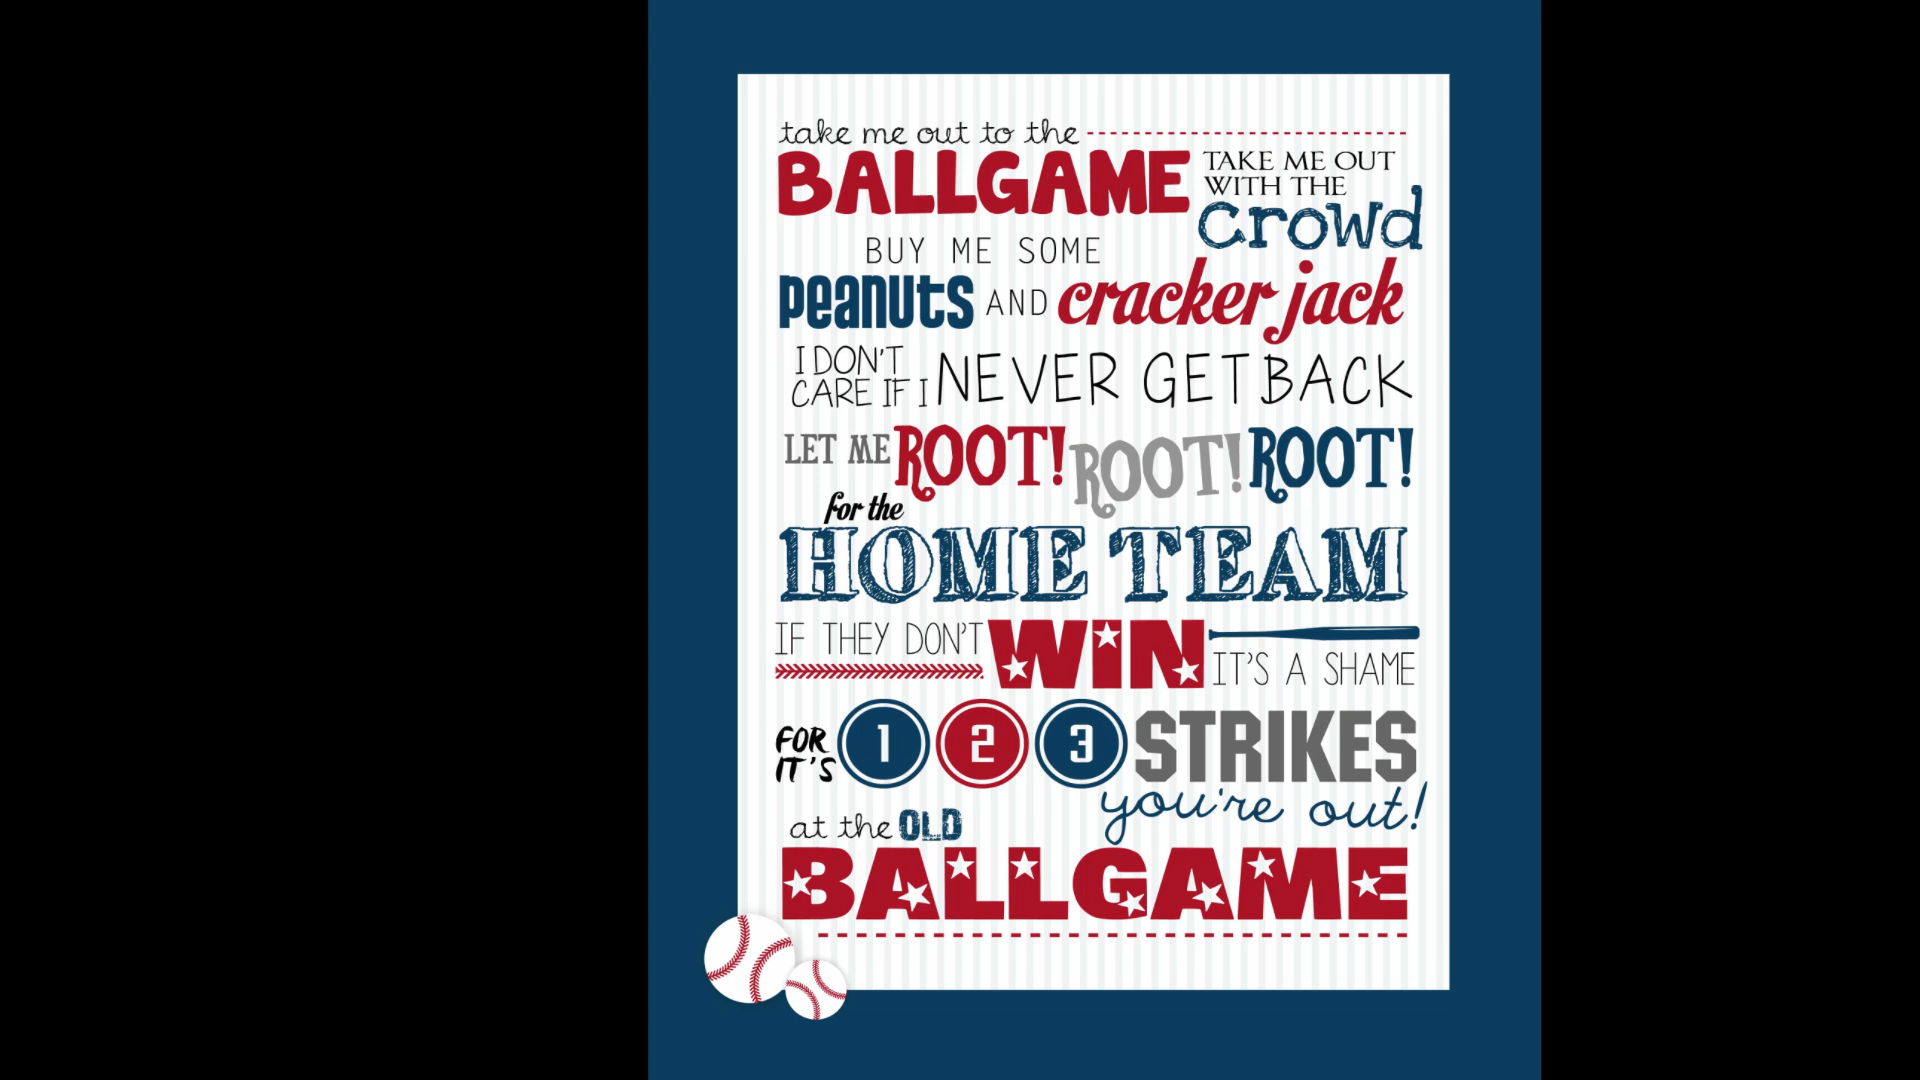 take me out to the
BALLGAME
TAKE ME OUT
WITH THE
crowd
BUY ME SOME
PEANUTS AND cracker jack
I DON'T
CARE IF I NEVER GET BACK
LET ME ROOT! ROOT! ROOT!
for the
HOME TEAM
IF THEY DON'T WIN IT'S A SHAME
FOR
IT'S 1 2 3 STRIKES
you're out!
at the OLD
BALLGAME